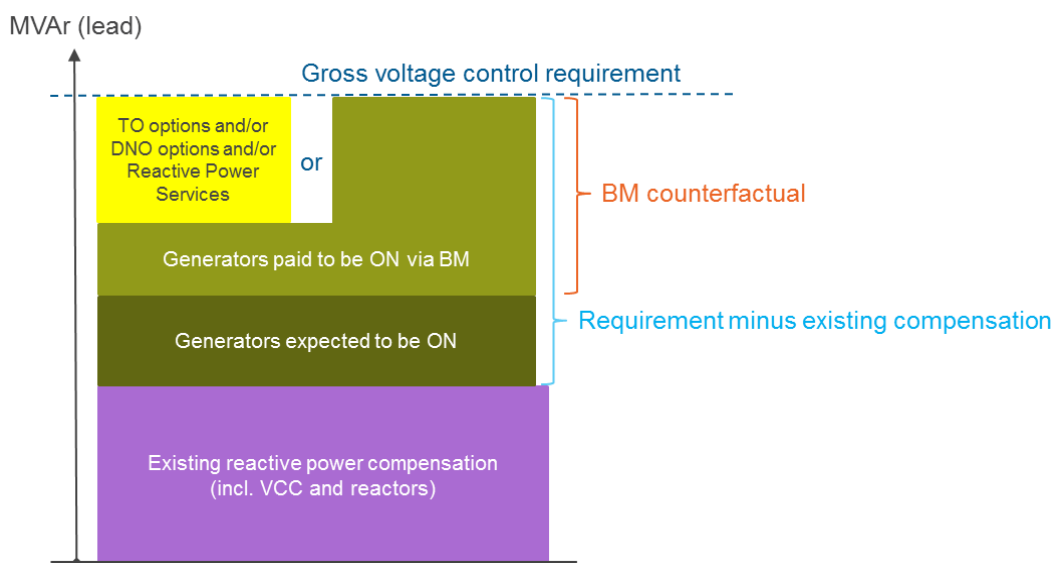 MVAr (lead)
Gross voltage control requirement
TO options and/or
DNO options and/or
Reactive Power
Services
or
BM counterfactual
Generators paid to be ON via BM
Requirement minus existing compensation
Generators expected to be ON
Existing reactive power compensation
(incl. VCC and reactors)